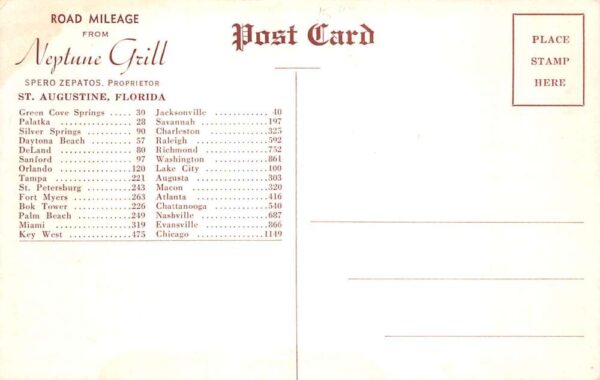 ROAD MILEAGE
FROM
Neptune Grill
SPERO ZEPATOS, PROPRIETOR
ST. AUGUSTINE, FLORIDA
Green Cove Springs ..... 30
Palatka ................ 28
Silver Springs .......... 90
Daytona Beach ........ 57
DeLand ................ 80
Sanford ................ 97
Orlando ...............120
Tampa .................221
St. Petersburg .........243
Fort Myers .............263
Bok Tower .............226
Palm Beach ............249
Miami ..................319
Key West ..............475
Jacksonville ............ 40
Savannah ..............197
Charleston .............325
Raleigh ................592
Richmond ..............752
Washington ............861
Lake City ..............100
Augusta ................303
Macon .................320
Atlanta ................416
Chattanooga ...........540
Nashville ...............687
Evansville ..............866
Chicago ...............1149
Post Card
PLACE
STAMP
HERE